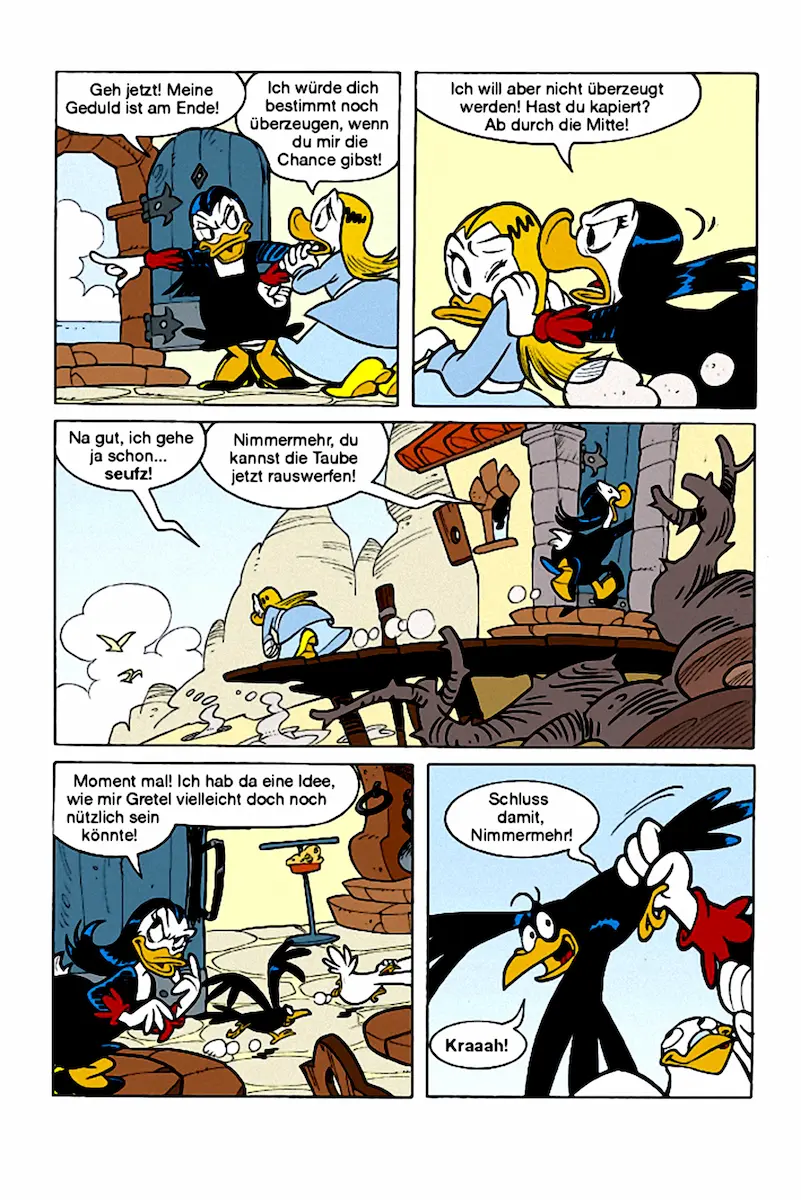 Geh jetzt! Meine
Geduld ist am Ende!
Ich würde dich
bestimmt noch
überzeugen, wenn
du mir die
Chance gibst!
Ich will aber nicht überzeugt
werden! Hast du kapiert?
Ab durch die Mitte!
Na gut, ich gehe
ja schon...
seufz!
Nimmermehr, du
kannst die Taube
jetzt rauswerfen!
Moment mal! Ich hab da eine Idee,
wie mir Gretel vielleicht doch noch
nützlich sein
könnte!
Schluss
damit,
Nimmermehr!
Kraaah!